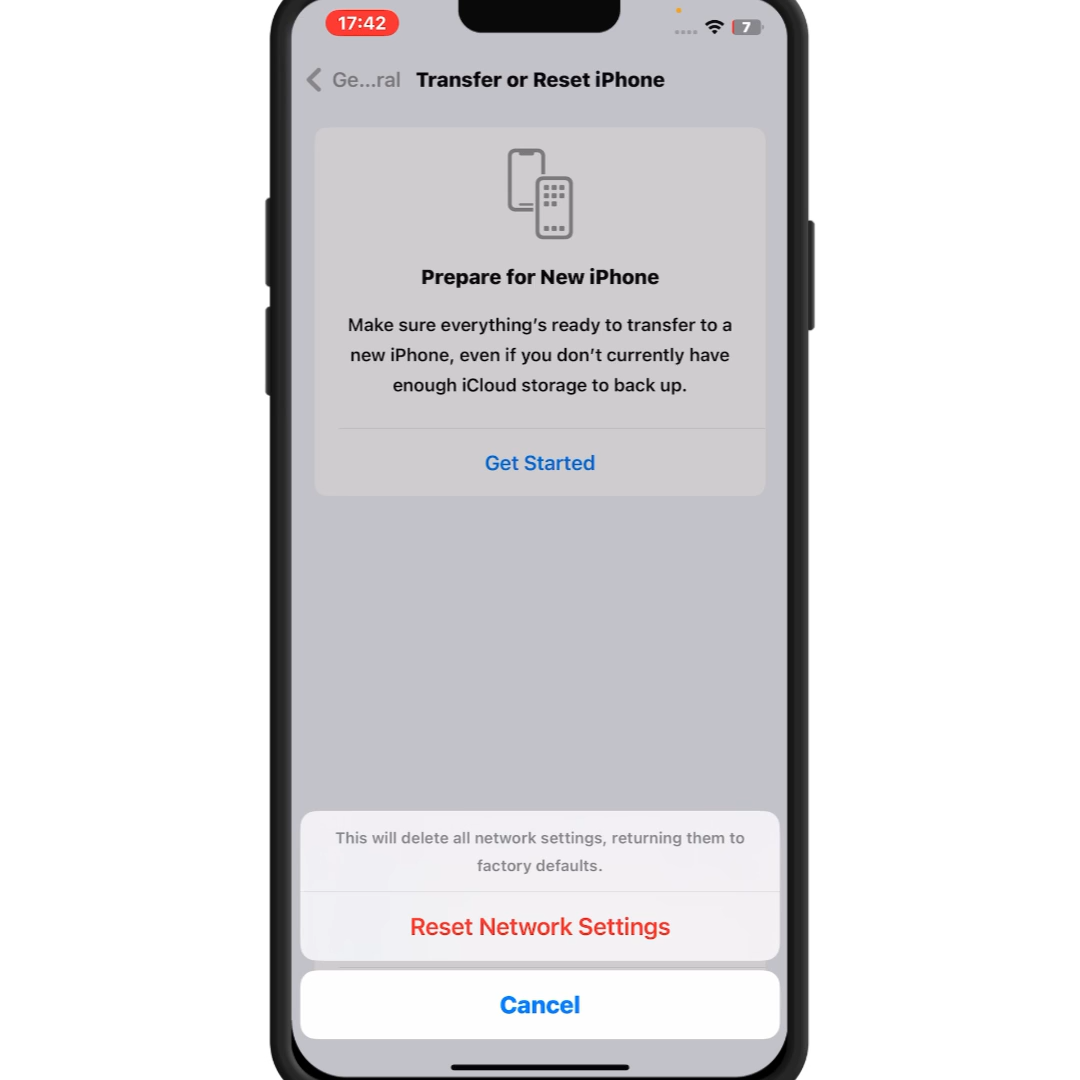 17:42
7
Ge...ral Transfer or Reset iPhone
Prepare for New iPhone
Make sure everything’s ready to transfer to a
new iPhone, even if you don’t currently have
enough iCloud storage to back up.
Get Started
This will delete all network settings, returning them to
factory defaults.
Reset Network Settings
Cancel